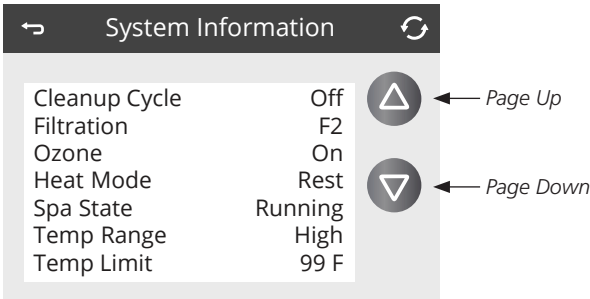 System Information
Cleanup Cycle Off
Filtration F2
Ozone On
Heat Mode Rest
Spa State Running
Temp Range High
Temp Limit 99 F
Page Up
Page Down